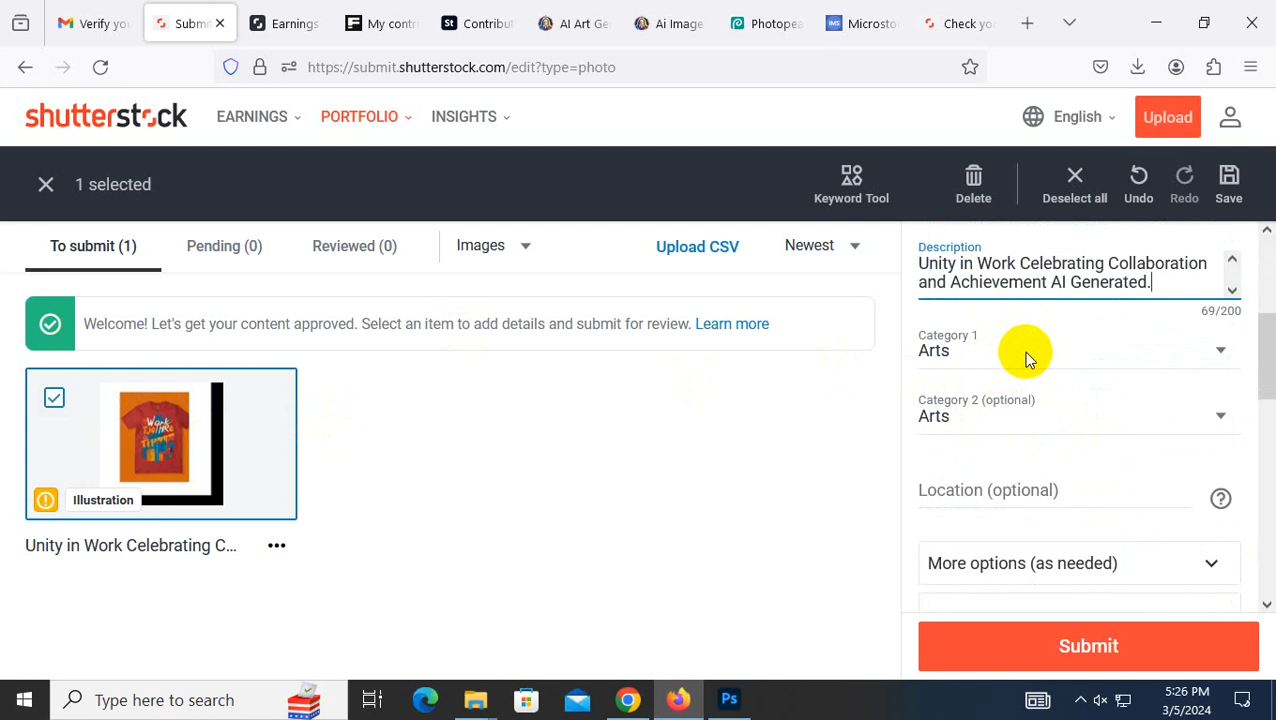 Verify yo
Submi
Earnings
My contri
Contribut
AI Art Ge
Ai Image
Photopea
Microsto
Check yo
https://submit.shutterstock.com/edit?type=photo
shutterstock
EARNINGS
PORTFOLIO
INSIGHTS
English
Upload
1 selected
Keyword Tool
Delete
Deselect all
Undo
Redo
Save
To submit (1)
Pending (0)
Reviewed (0)
Images
Upload CSV
Newest
Welcome! Let's get your content approved. Select an item to add details and submit for review. Learn more
Work
Illustration
Unity in Work Celebrating C...
Description
Unity in Work Celebrating Collaboration
and Achievement AI Generated.
69/200
Category 1
Arts
Category 2 (optional)
Arts
Location (optional)
More options (as needed)
Submit
Type here to search
5:26 PM
3/5/2024